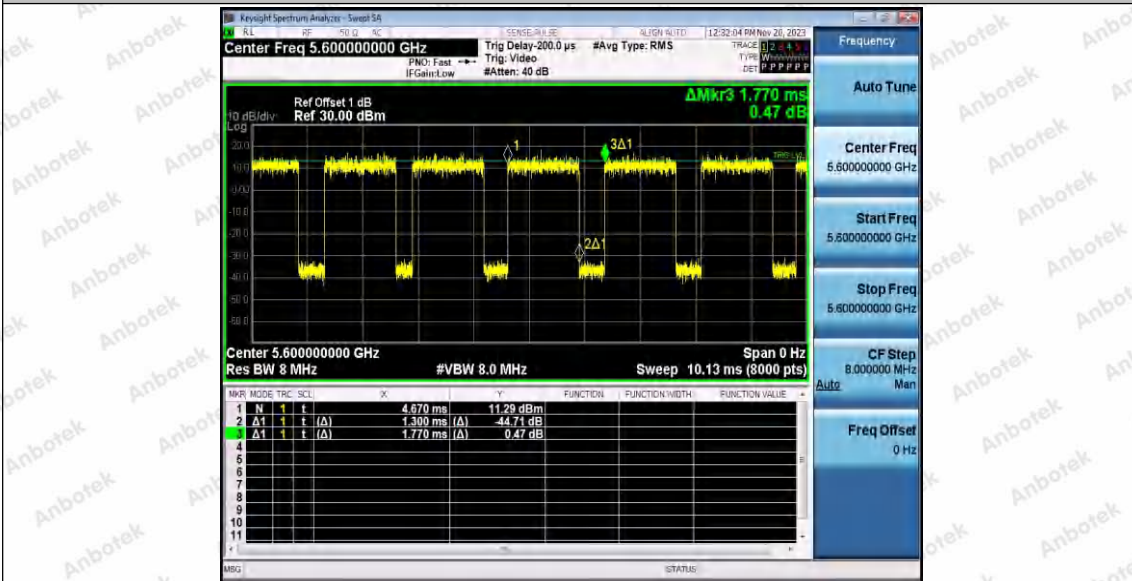 Keysight Spectrum Analyzer - Swept SA
RL RF 50 Ω AC SENSE:PULSE ALIGN AUTO 12:32:04 PM Nov 20, 2023
Center Freq 5.600000000 GHz
PNO: Fast
IFGain:Low
Trig Delay-200.0 µs
Trig: Video
#Atten: 40 dB
#Avg Type: RMS
TRACE 1 2 3 4 5
TYPE W
DET P P P P P P
ΔMkr3 1.770 ms
0.47 dB
Ref Offset 1 dB
10 dB/div Ref 30.00 dBm
Log
20.0
10.0
0.00
-10.0
-20.0
-30.0
-40.0
-50.0
-60.0
1
3Δ1
TRIG LVL
2Δ1
Center 5.600000000 GHz Span 0 Hz
Res BW 8 MHz #VBW 8.0 MHz Sweep 10.13 ms (8000 pts)
MKR MODE TRC SCL X Y FUNCTION FUNCTION WIDTH FUNCTION VALUE
1 N 1 t 4.670 ms 11.29 dBm
2 Δ1 1 t (Δ) 1.300 ms (Δ) -44.71 dB
3 Δ1 1 t (Δ) 1.770 ms (Δ) 0.47 dB
4
5
6
7
8
9
10
11
MSG STATUS
Frequency
Auto Tune
Center Freq
5.600000000 GHz
Start Freq
5.600000000 GHz
Stop Freq
5.600000000 GHz
CF Step
8.000000 MHz
Auto Man
Freq Offset
0 Hz
Anbotek